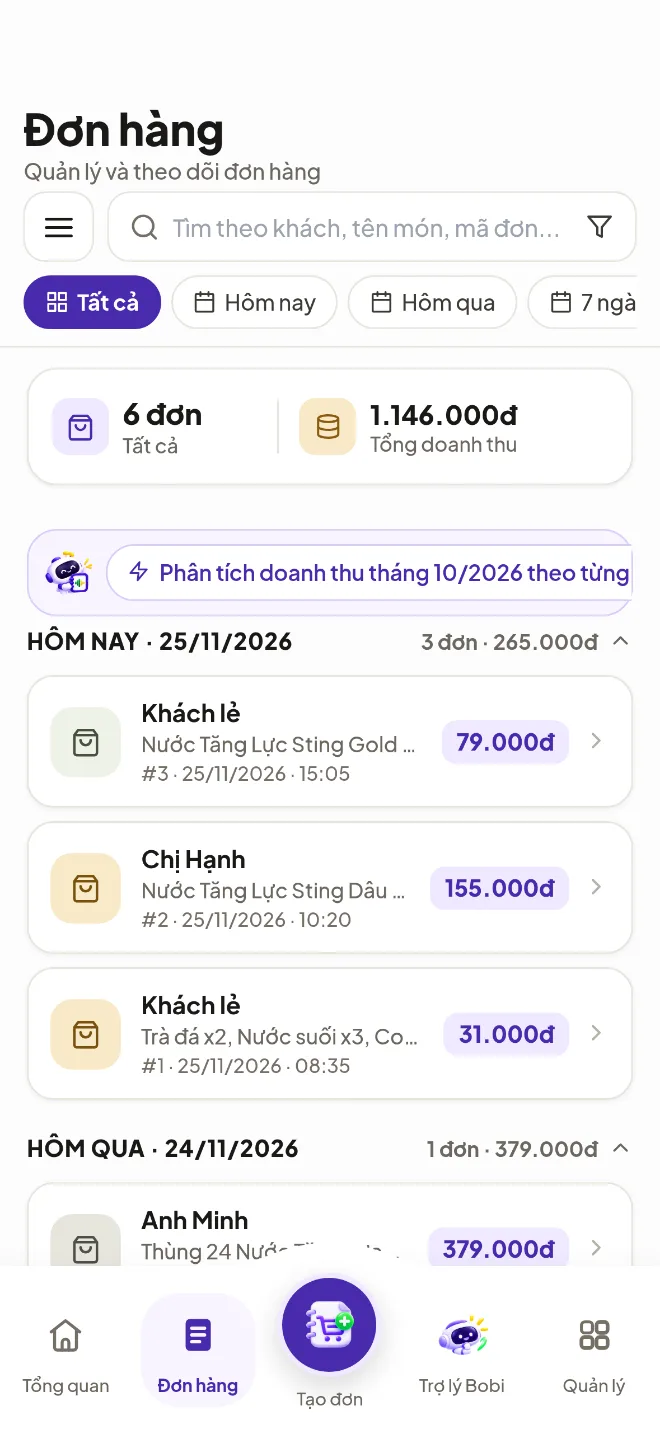 Đơn hàng
Quản lý và theo dõi đơn hàng
Tìm theo khách, tên món, mã đơn...
Tất cả
Hôm nay
Hôm qua
7 ngà
6 đơn
Tất cả
1.146.000đ
Tổng doanh thu
Phân tích doanh thu tháng 10/2026 theo từng
HÔM NAY · 25/11/2026
3 đơn · 265.000đ
Khách lẻ
Nước Tăng Lực Sting Gold ...
#3 · 25/11/2026 · 15:05
79.000đ
Chị Hạnh
Nước Tăng Lực Sting Dâu ...
#2 · 25/11/2026 · 10:20
155.000đ
Khách lẻ
Trà đá x2, Nước suối x3, Co...
#1 · 25/11/2026 · 08:35
31.000đ
HÔM QUA · 24/11/2026
1 đơn · 379.000đ
Anh Minh
Thùng 24 Nước
379.000đ
Tổng quan
Đơn hàng
Tạo đơn
Trợ lý Bobi
Quản lý